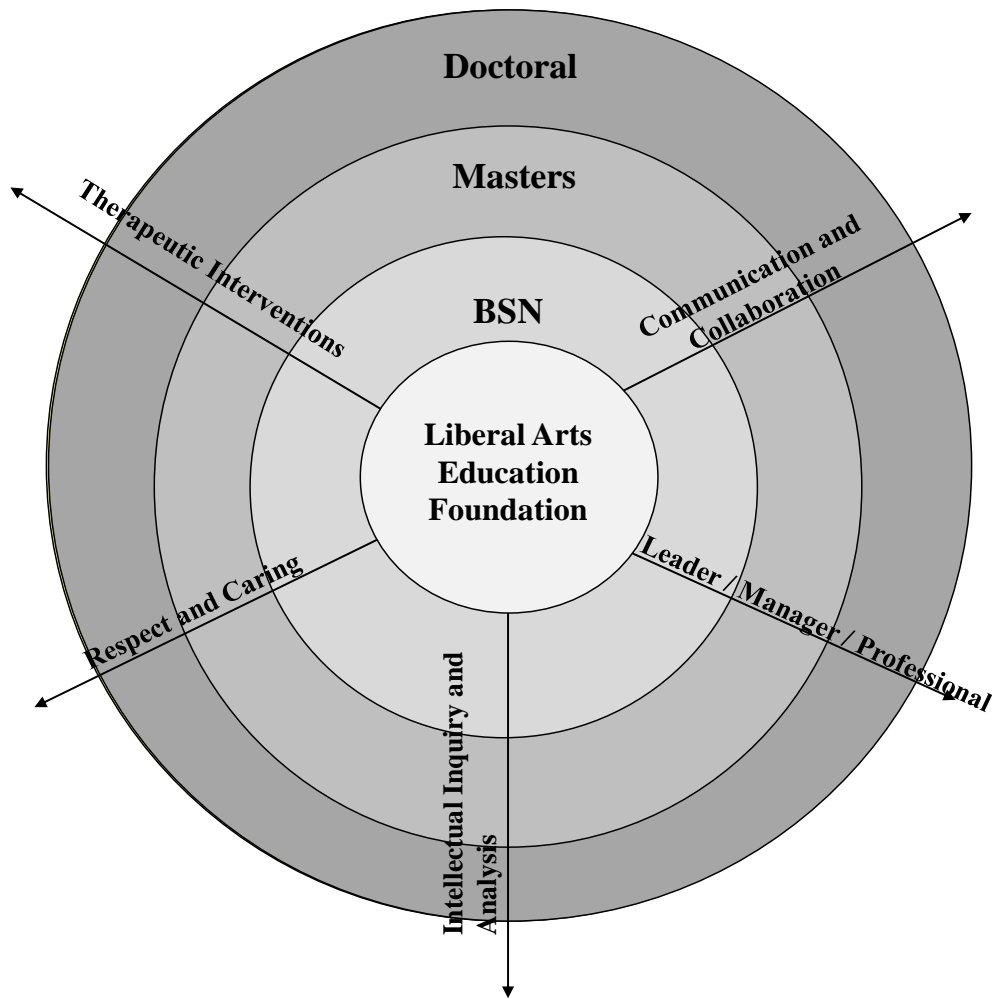 Doctoral
Masters
Therapeutic Interventions
Communication and
Collaboration
BSN
Liberal Arts
Education
Foundation
Respect and Caring
Leader / Manager / Professional
Intellectual Inquiry and
Analysis